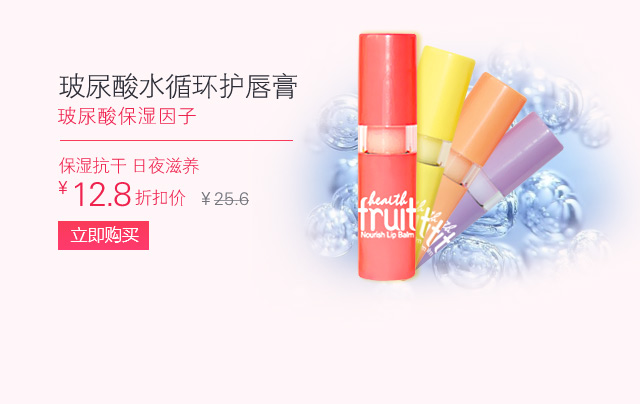 玻尿酸水循环护唇膏
玻尿酸保湿因子
保湿抗干 日夜滋养
¥12.8折扣价 ¥25.6
立即购买
health
fruit
Nourish Lip Balm